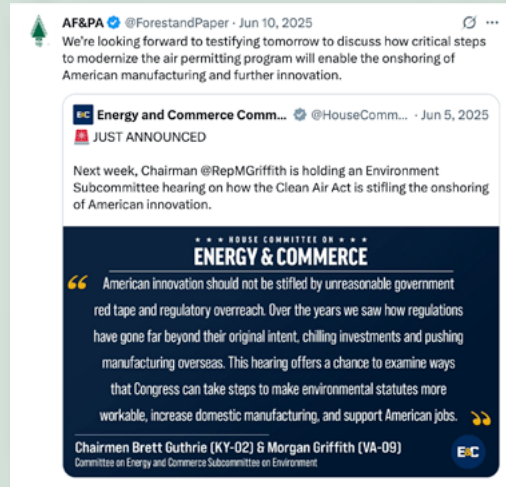 AF&PA @ForestandPaper · Jun 10, 2025
We're looking forward to testifying tomorrow to discuss how critical steps
to modernize the air permitting program will enable the onshoring of
American manufacturing and further innovation.
E&C Energy and Commerce Comm... @HouseComm... · Jun 5, 2025
🚨 JUST ANNOUNCED
Next week, Chairman @RepMGriffith is holding an Environment
Subcommittee hearing on how the Clean Air Act is stifling the onshoring
of American innovation.
★ ★ ★ HOUSE COMMITTEE ON ★ ★ ★
ENERGY & COMMERCE
“ American innovation should not be stifled by unreasonable government
red tape and regulatory overreach. Over the years we saw how regulations
have gone far beyond their original intent, chilling investments and pushing
manufacturing overseas. This hearing offers a chance to examine ways
that Congress can take steps to make environmental statutes more
workable, increase domestic manufacturing, and support American jobs. ”
Chairmen Brett Guthrie (KY-02) & Morgan Griffith (VA-09)
Committee on Energy and Commerce Subcommittee on Environment
E&C